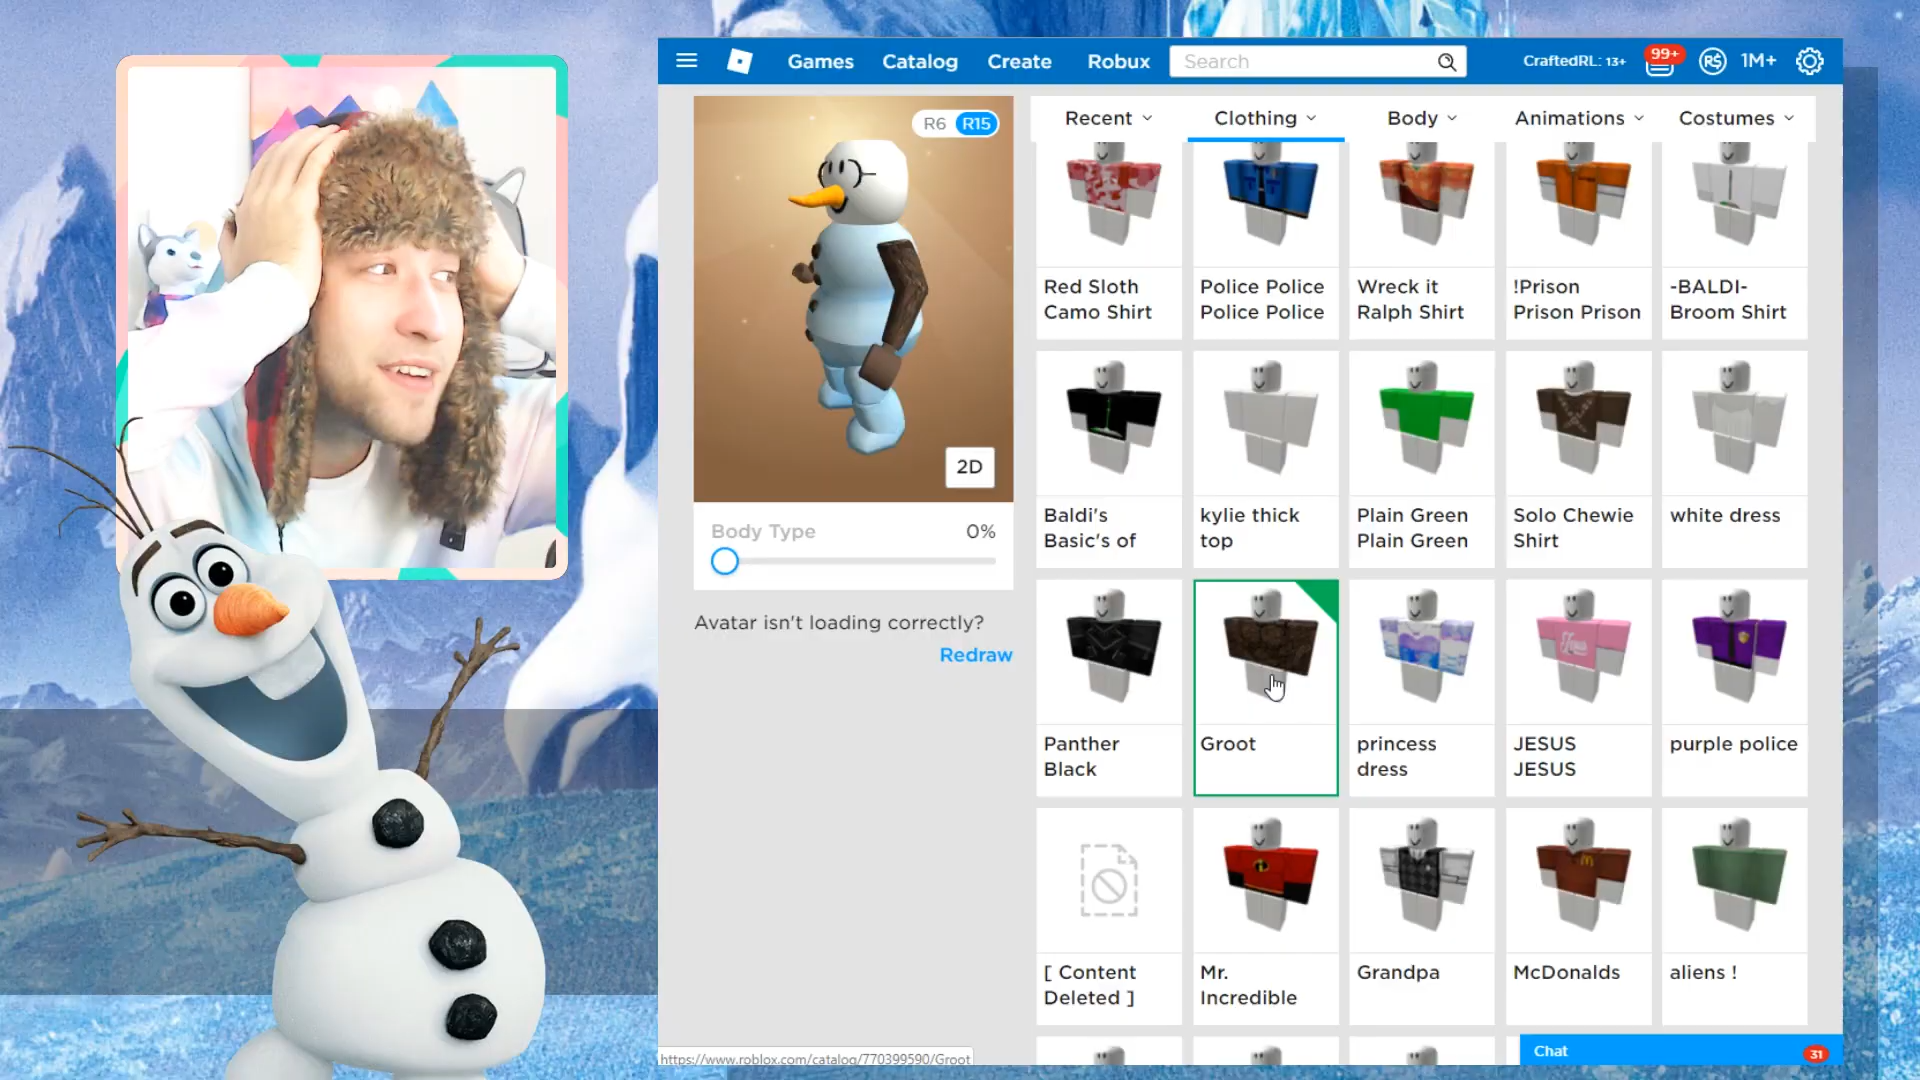 Games
Catalog
Create
Robux
Search
CraftedRL: 13+
99+
1M+
R6
R15
2D
Body Type
0%
Avatar isn't loading correctly?
Redraw
Recent
Clothing
Body
Animations
Costumes
Red Sloth
Camo Shirt
Police Police
Police Police
Wreck it
Ralph Shirt
!Prison
Prison Prison
-BALDI-
Broom Shirt
Baldi's
Basic's of
kylie thick
top
Plain Green
Plain Green
Solo Chewie
Shirt
white dress
Panther
Black
Groot
princess
dress
JESUS
JESUS
purple police
[ Content
Deleted ]
Mr.
Incredible
Grandpa
McDonalds
aliens !
https://www.roblox.com/catalog/770399590/Groot
Chat
31